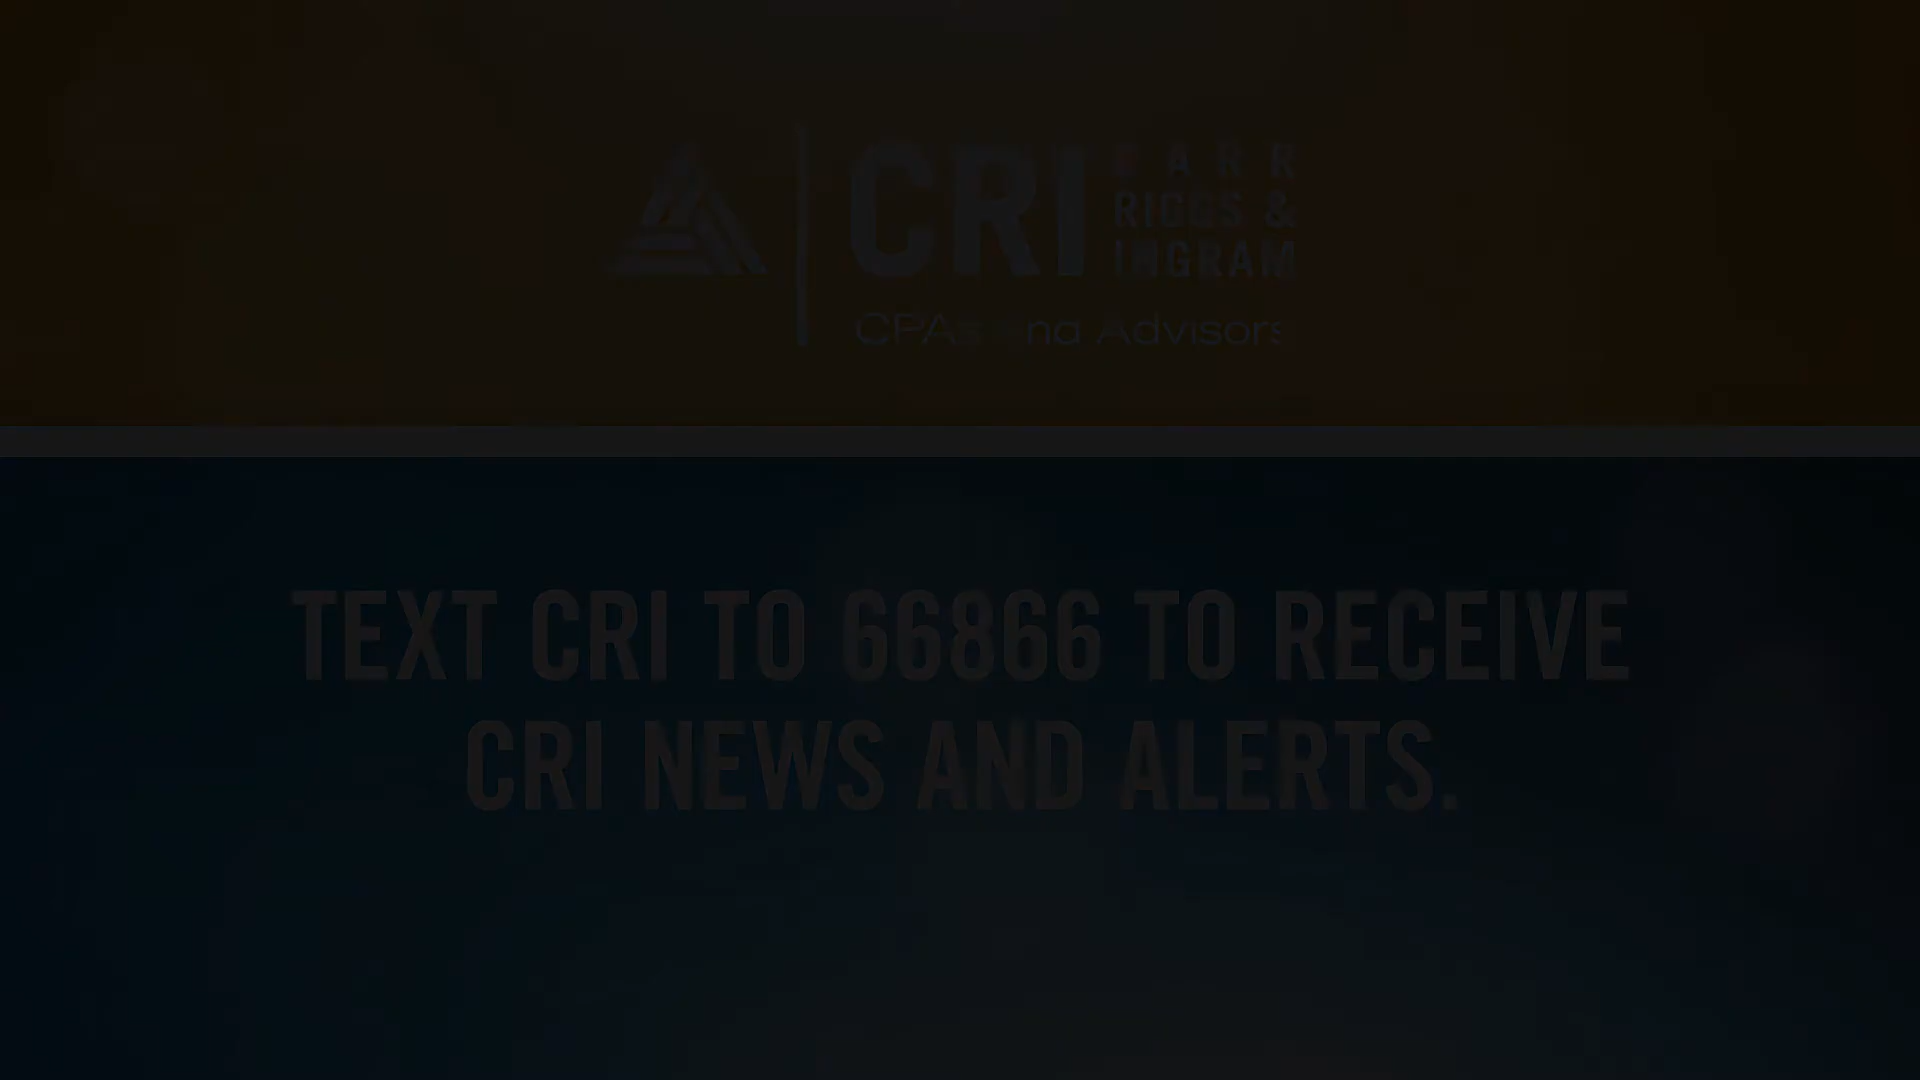 CRI
CARR
RIGGS &
INGRAM
CPAs and Advisors
TEXT CRI TO 66866 TO RECEIVE
CRI NEWS AND ALERTS.